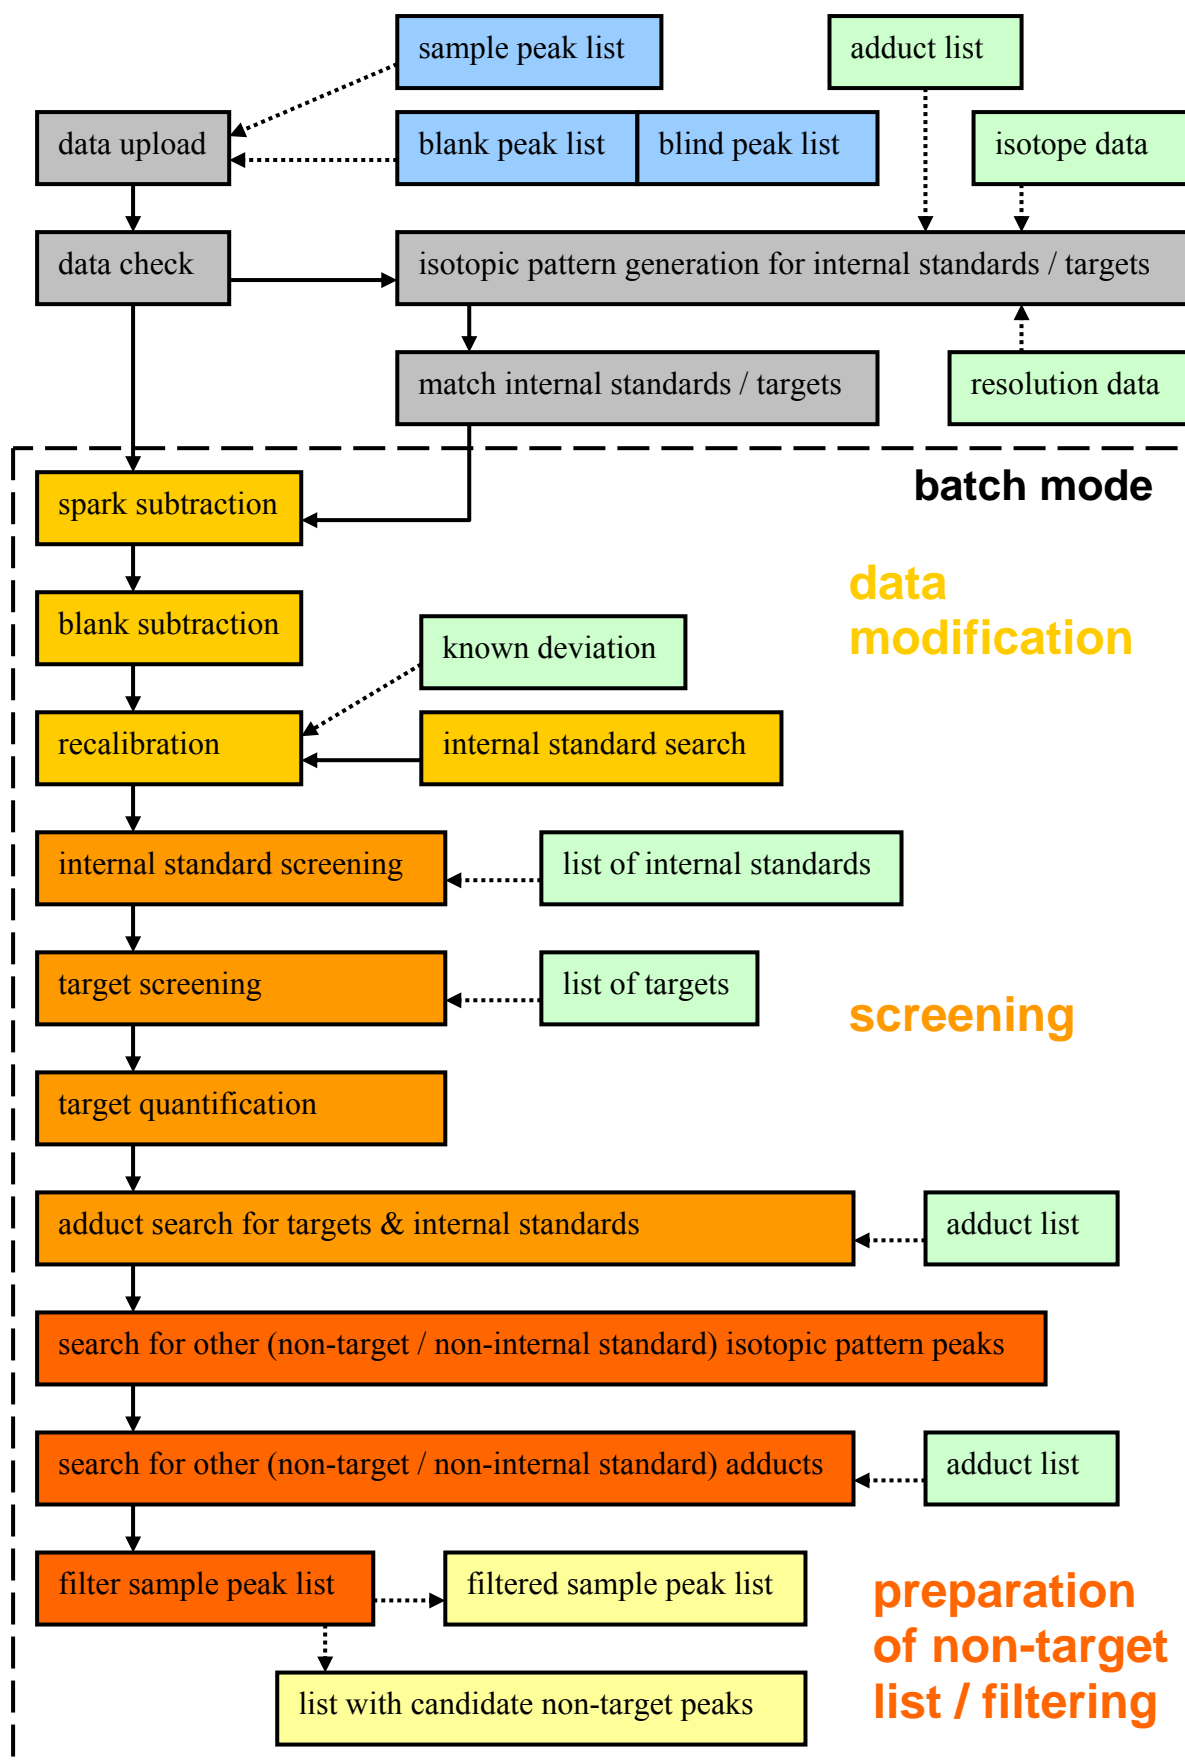 sample peak list
adduct list
data upload
blank peak list
blind peak list
isotope data
data check
isotopic pattern generation for internal standards / targets
match internal standards / targets
resolution data
batch mode
spark subtraction
data
modification
blank subtraction
known deviation
recalibration
internal standard search
internal standard screening
list of internal standards
target screening
list of targets
screening
target quantification
adduct search for targets & internal standards
adduct list
search for other (non-target / non-internal standard) isotopic pattern peaks
search for other (non-target / non-internal standard) adducts
adduct list
filter sample peak list
filtered sample peak list
preparation
of non-target
list / filtering
list with candidate non-target peaks